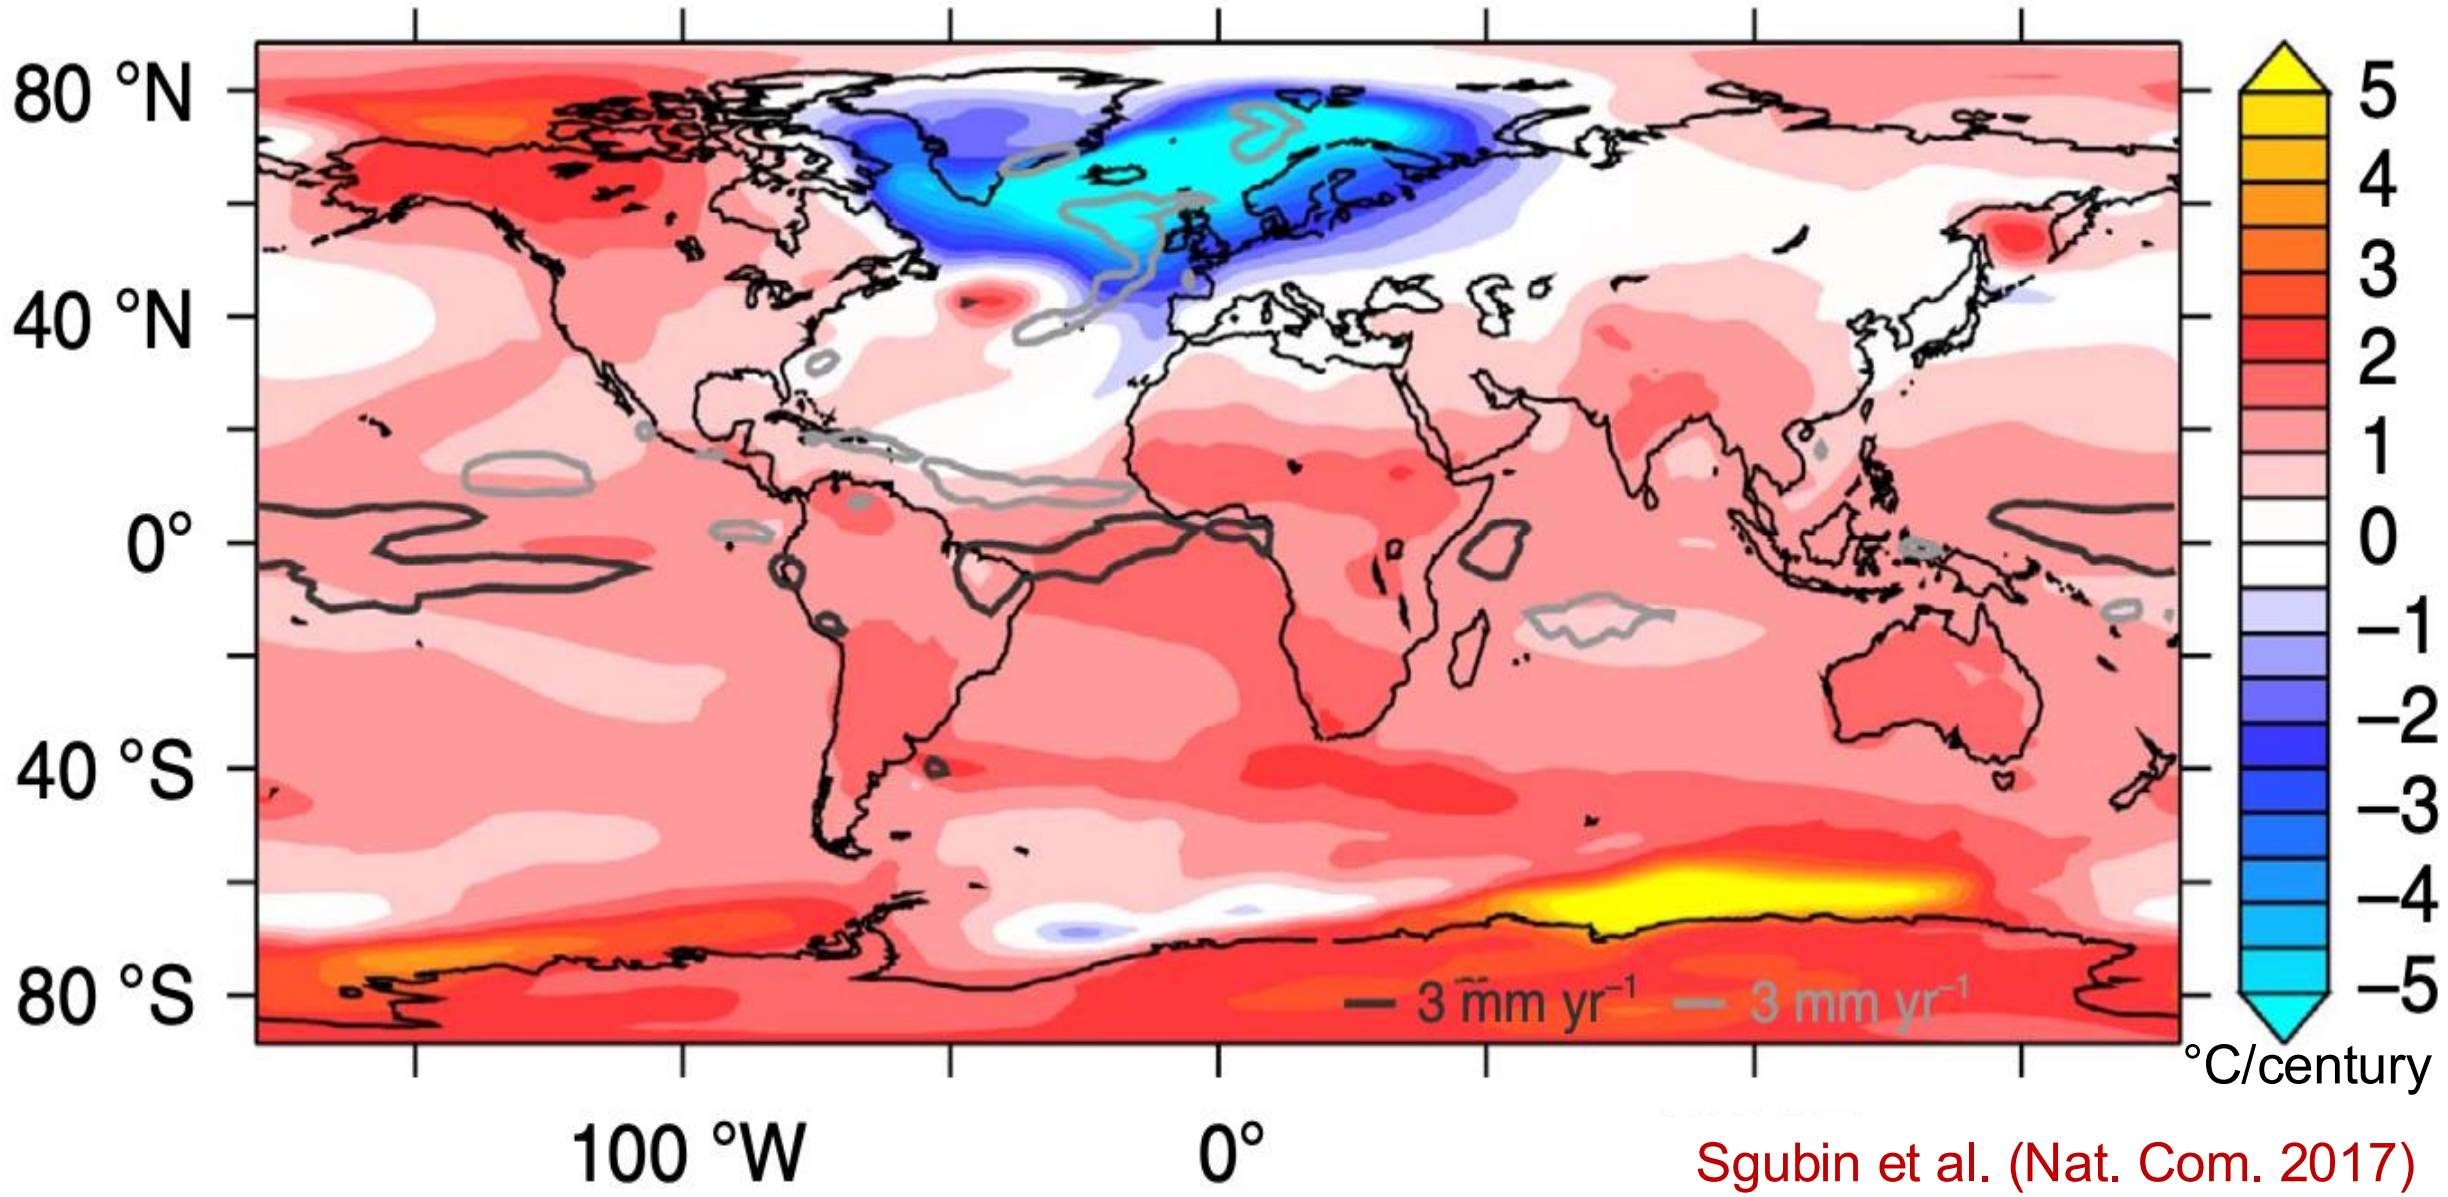 80 °N
40 °N
0°
40 °S
80 °S
5
4
3
2
1
0
−1
−2
−3
−4
−5
3 mm yr⁻¹ 3 mm yr⁻¹
°C/century
100 °W 0°
Sgubin et al. (Nat. Com. 2017)